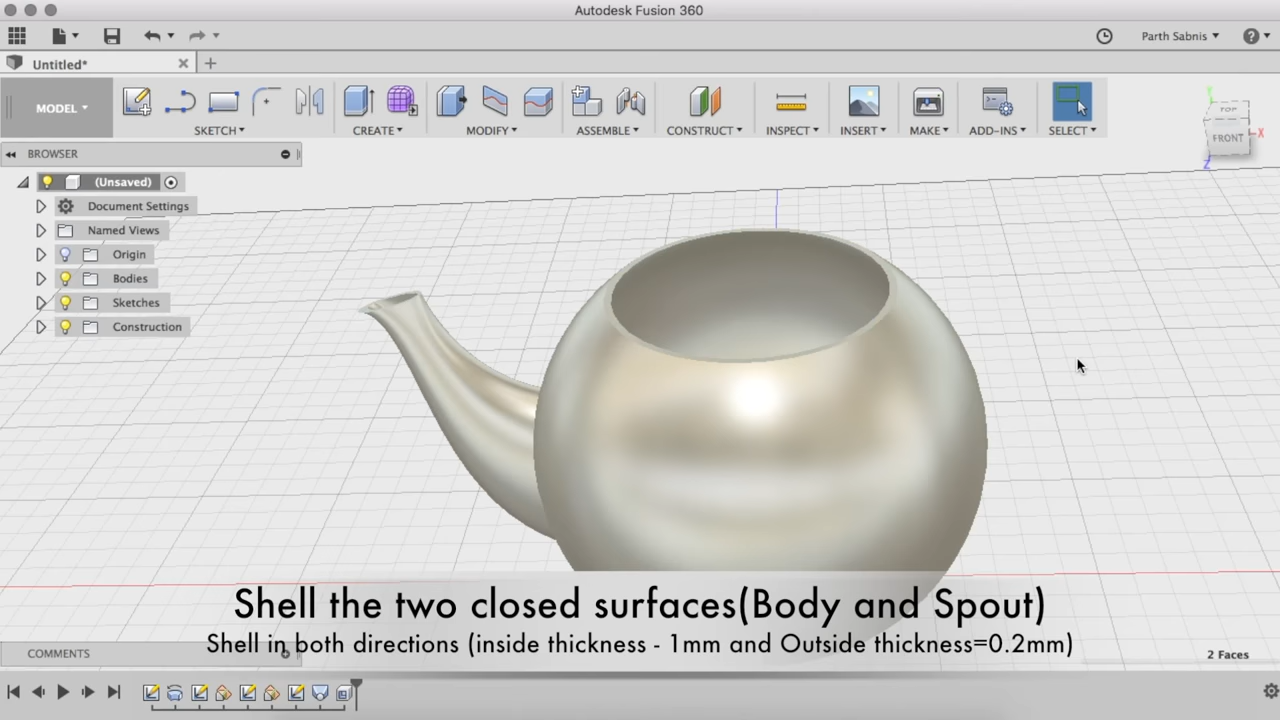 Autodesk Fusion 360
Parth Sabnis
Untitled*
MODEL
SKETCH
CREATE
MODIFY
ASSEMBLE
CONSTRUCT
INSPECT
INSERT
MAKE
ADD-INS
SELECT
TOP
FRONT
X
Y
Z
BROWSER
(Unsaved)
Document Settings
Named Views
Origin
Bodies
Sketches
Construction
Shell the two closed surfaces(Body and Spout)
Shell in both directions (inside thickness - 1mm and Outside thickness=0.2mm)
COMMENTS
2 Faces